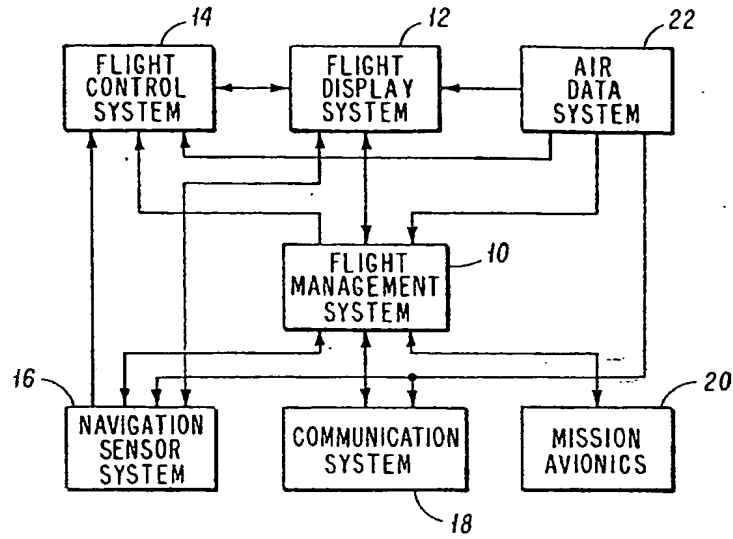 14
12
22
FLIGHT
CONTROL
SYSTEM
FLIGHT
DISPLAY
SYSTEM
AIR
DATA
SYSTEM
10
FLIGHT
MANAGEMENT
SYSTEM
16
20
NAVIGATION
SENSOR
SYSTEM
COMMUNICATION
SYSTEM
MISSION
AVIONICS
18